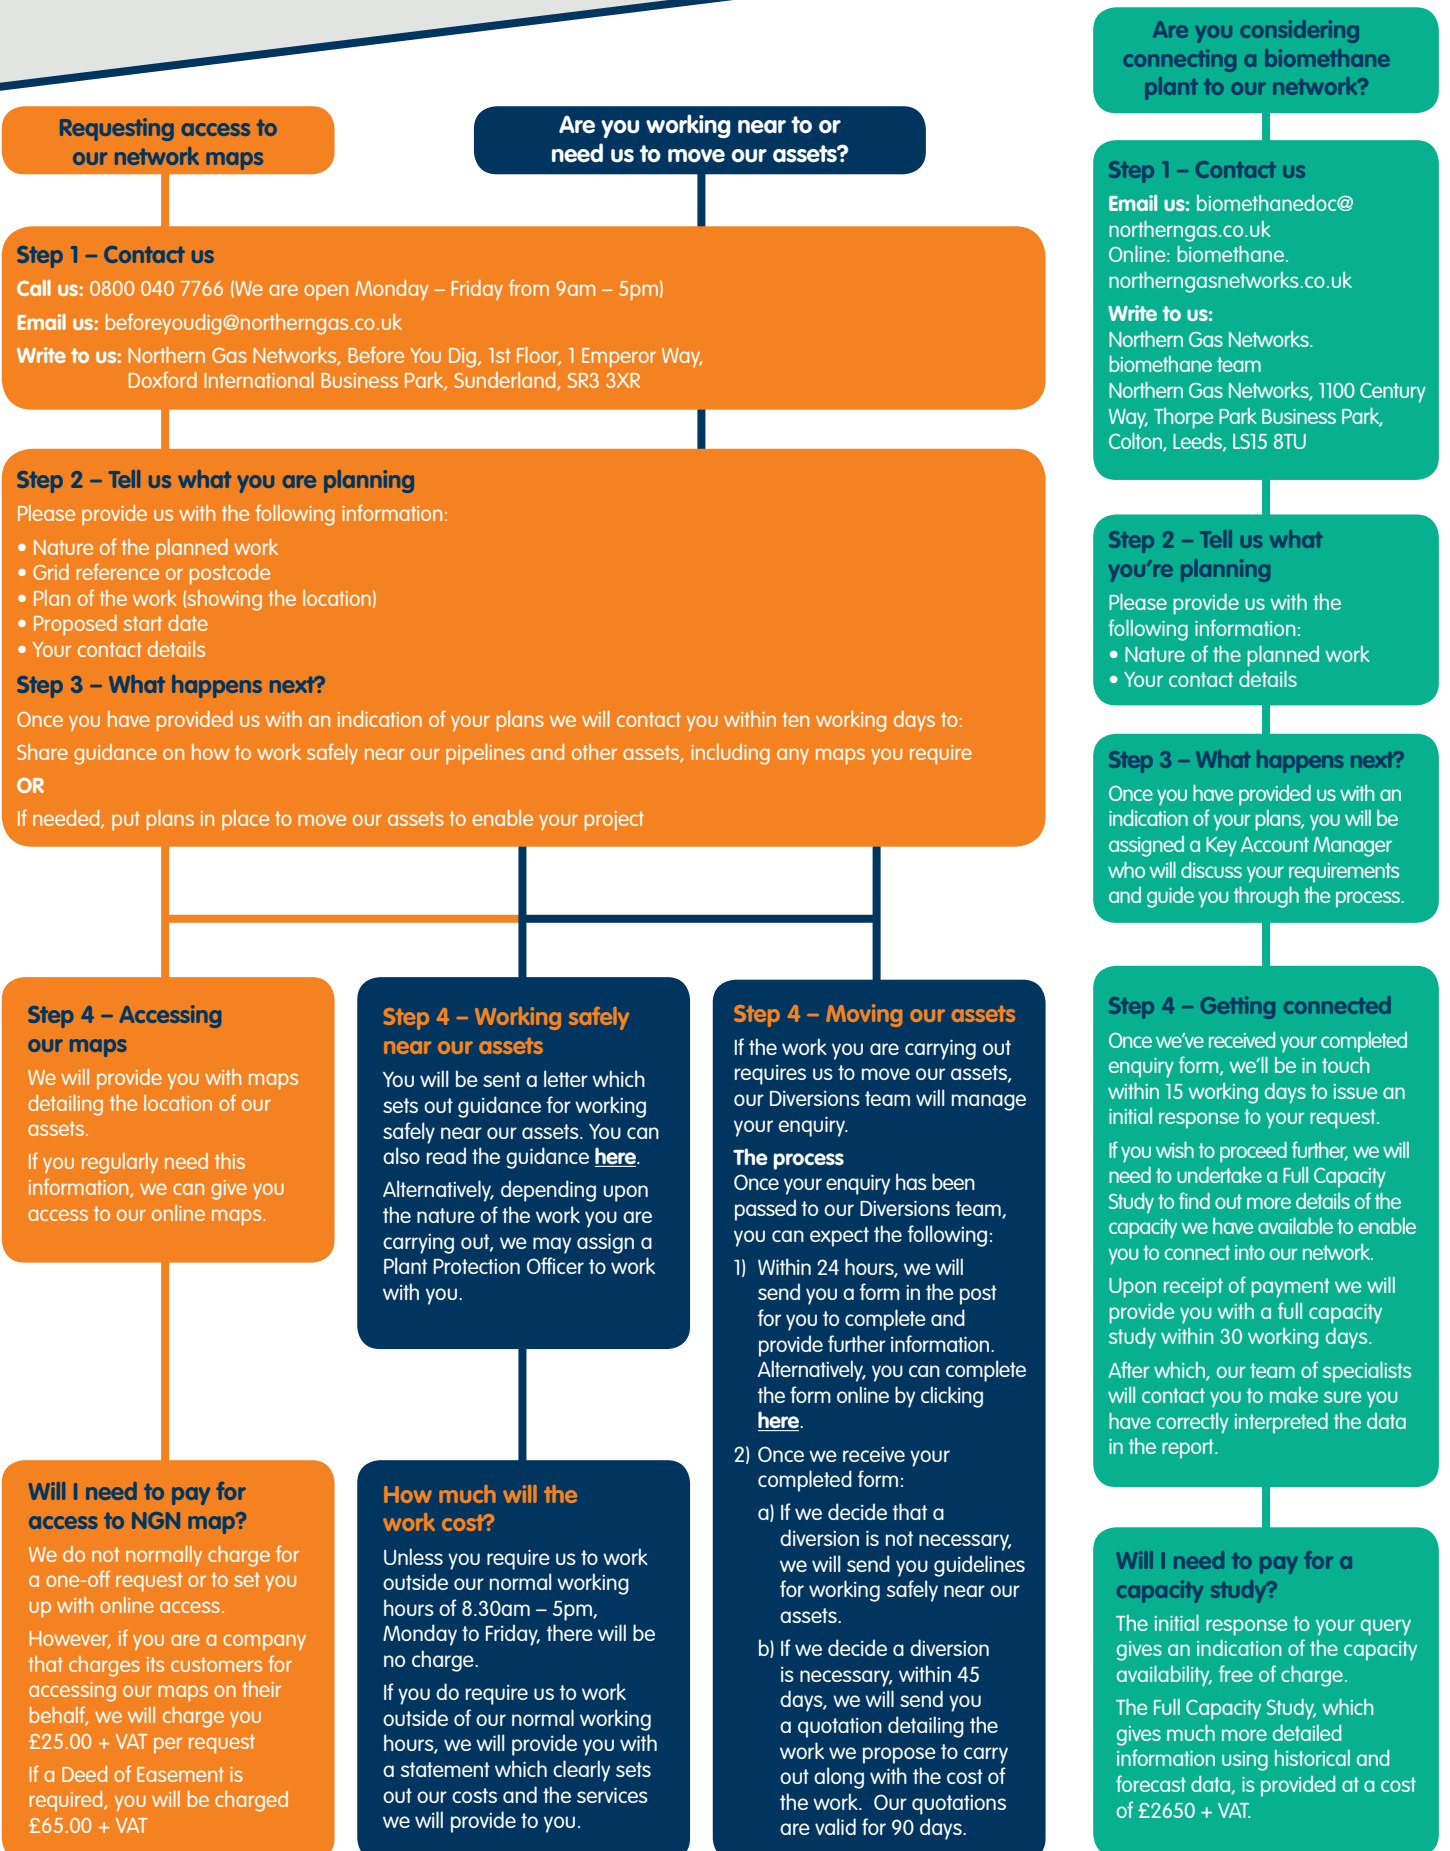 Requesting access to
our network maps
Are you working near to or
need us to move our assets?
Step 1 – Contact us
Call us: 0800 040 7766 (We are open Monday – Friday from 9am – 5pm)
Email us: beforeyoudig@northerngas.co.uk
Write to us: Northern Gas Networks, Before You Dig, 1st Floor, 1 Emperor Way,
Doxford International Business Park, Sunderland, SR3 3XR
Step 2 – Tell us what you are planning
Please provide us with the following information:
• Nature of the planned work
• Grid reference or postcode
• Plan of the work (showing the location)
• Proposed start date
• Your contact details
Step 3 – What happens next?
Once you have provided us with an indication of your plans we will contact you within ten working days to:
Share guidance on how to work safely near our pipelines and other assets, including any maps you require
OR
If needed, put plans in place to move our assets to enable your project
Step 4 – Accessing
our maps
We will provide you with maps
detailing the location of our
assets.
If you regularly need this
information, we can give you
access to our online maps.
Will I need to pay for
access to NGN map?
We do not normally charge for
a one-off request or to set you
up with online access.
However, if you are a company
that charges its customers for
accessing our maps on their
behalf, we will charge you
£25.00 + VAT per request
If a Deed of Easement is
required, you will be charged
£65.00 + VAT
Step 4 – Working safely
near our assets
You will be sent a letter which
sets out guidance for working
safely near our assets. You can
also read the guidance here.
Alternatively, depending upon
the nature of the work you are
carrying out, we may assign a
Plant Protection Officer to work
with you.
How much will the
work cost?
Unless you require us to work
outside our normal working
hours of 8.30am – 5pm,
Monday to Friday, there will be
no charge.
If you do require us to work
outside of our normal working
hours, we will provide you with
a statement which clearly sets
out our costs and the services
we will provide to you.
Step 4 – Moving our assets
If the work you are carrying out
requires us to move our assets,
our Diversions team will manage
your enquiry.
The process
Once your enquiry has been
passed to our Diversions team,
you can expect the following:
1) Within 24 hours, we will
send you a form in the post
for you to complete and
provide further information.
Alternatively, you can complete
the form online by clicking
here.
2) Once we receive your
completed form:
a) If we decide that a
diversion is not necessary,
we will send you guidelines
for working safely near our
assets.
b) If we decide a diversion
is necessary, within 45
days, we will send you
a quotation detailing the
work we propose to carry
out along with the cost of
the work. Our quotations
are valid for 90 days.
Are you considering
connecting a biomethane
plant to our network?
Step 1 – Contact us
Email us: biomethanedoc@
northerngas.co.uk
Online: biomethane.
northerngasnetworks.co.uk
Write to us:
Northern Gas Networks.
biomethane team
Northern Gas Networks, 1100 Century
Way, Thorpe Park Business Park,
Colton, Leeds, LS15 8TU
Step 2 – Tell us what
you’re planning
Please provide us with the
following information:
• Nature of the planned work
• Your contact details
Step 3 – What happens next?
Once you have provided us with an
indication of your plans, you will be
assigned a Key Account Manager
who will discuss your requirements
and guide you through the process.
Step 4 – Getting connected
Once we’ve received your completed
enquiry form, we’ll be in touch
within 15 working days to issue an
initial response to your request.
If you wish to proceed further, we will
need to undertake a Full Capacity
Study to find out more details of the
capacity we have available to enable
you to connect into our network.
Upon receipt of payment we will
provide you with a full capacity
study within 30 working days.
After which, our team of specialists
will contact you to make sure you
have correctly interpreted the data
in the report.
Will I need to pay for a
capacity study?
The initial response to your query
gives an indication of the capacity
availability, free of charge.
The Full Capacity Study, which
gives much more detailed
information using historical and
forecast data, is provided at a cost
of £2650 + VAT.